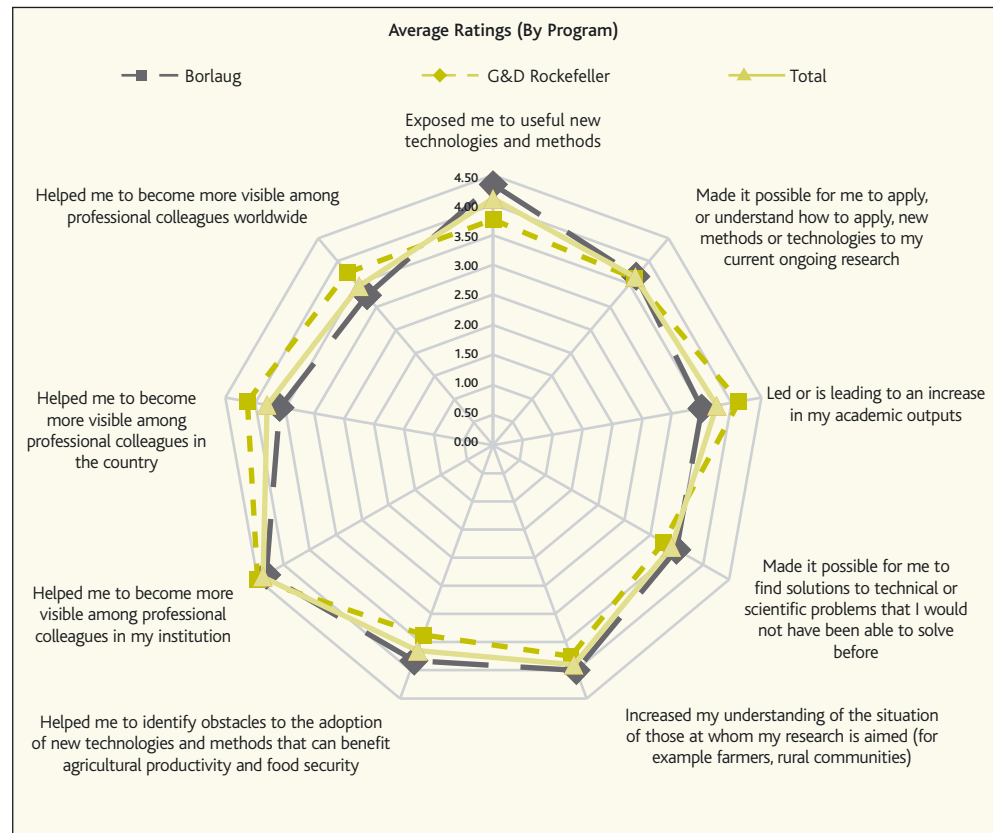 Average Ratings (By Program)
Borlaug
G&D Rockefeller
Total
Exposed me to useful new
technologies and methods
Helped me to become more visible among
professional colleagues worldwide
Made it possible for me to apply,
or understand how to apply, new
methods or technologies to my
current ongoing research
4.50
4.00
3.50
3.00
2.50
2.00
1.50
1.00
0.50
0.00
Helped me to become
more visible among
professional colleagues in
the country
Led or is leading to an increase
in my academic outputs
Helped me to become more
visible among professional
colleagues in my institution
Made it possible for me to
find solutions to technical or
scientific problems that I would
not have been able to solve
before
Helped me to identify obstacles to the adoption
of new technologies and methods that can benefit
agricultural productivity and food security
Increased my understanding of the situation
of those at whom my research is aimed (for
example farmers, rural communities)